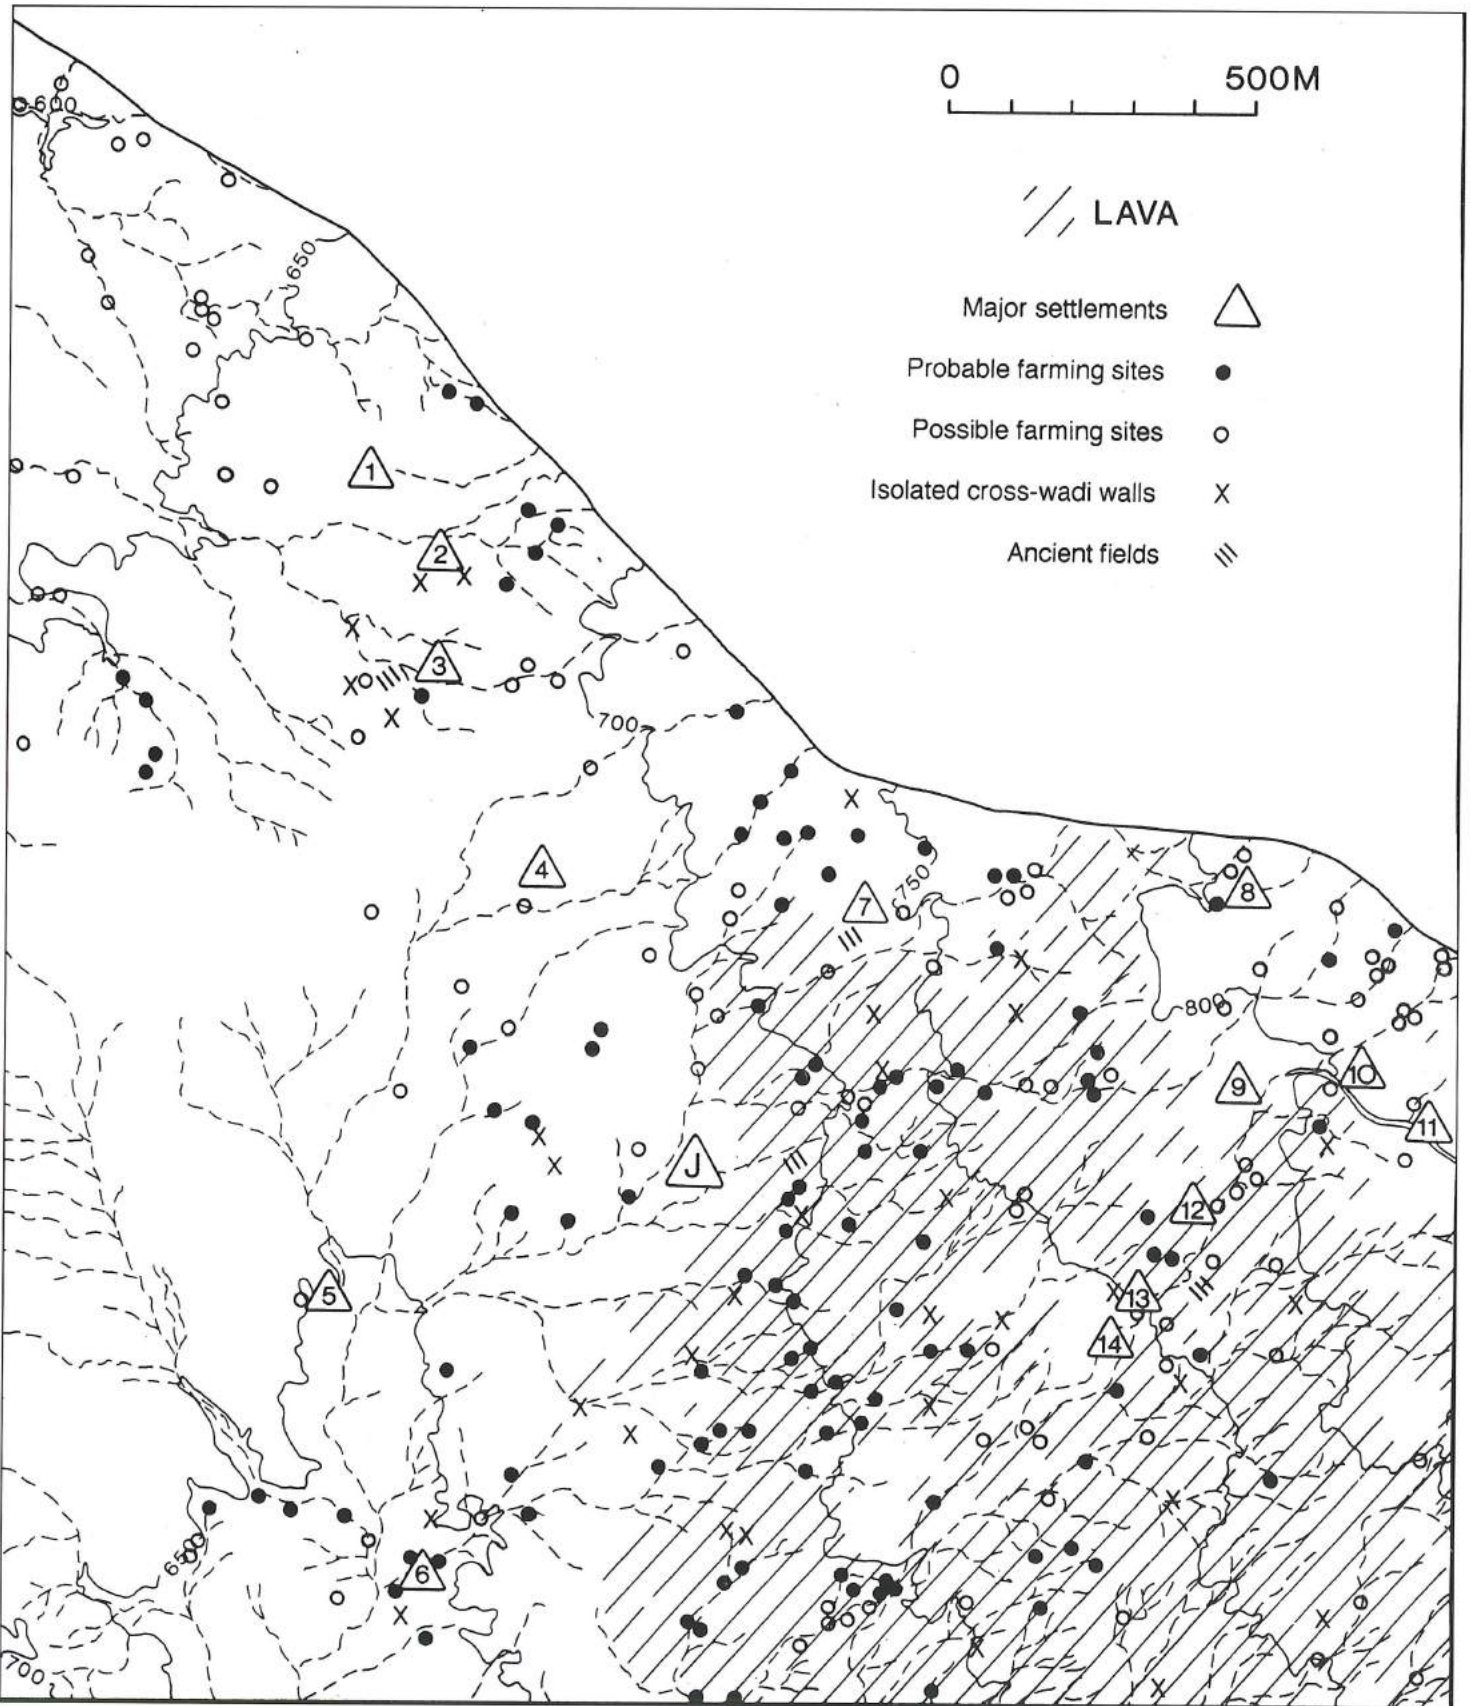 0 500M
LAVA
Major settlements
Probable farming sites
Possible farming sites
Isolated cross-wadi walls
Ancient fields
600
650
1
2
3
700
4
7
750
8
800
9
10
11
J
12
5
13
14
650
6
700